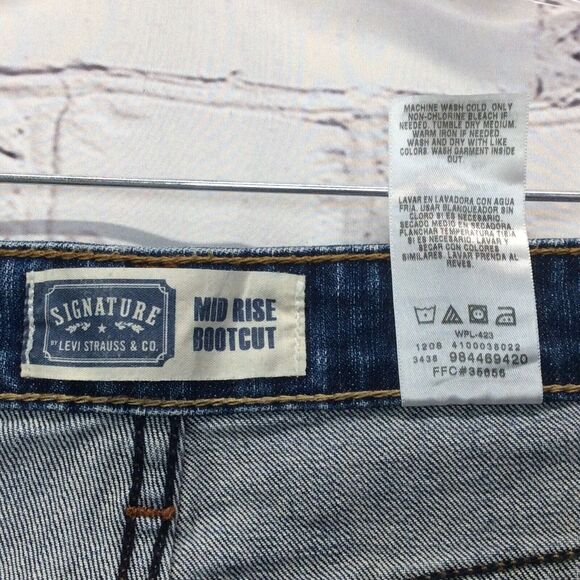 MACHINE WASH COLD, ONLY
NON-CHLORINE BLEACH IF
NEEDED, TUMBLE DRY MEDIUM,
WARM IRON IF NEEDED.
WASH AND DRY WITH LIKE
COLORS. WASH GARMENT INSIDE
OUT.
LAVAR EN LAVADORA CON AGUA
FRIA. USAR BLANQUEADOR SIN
CLORO SI ES NECESARIO.
SECADO MEDIO EN SECADORA,
PLANCHAR TEMPERATURA TIBIA
SI ES NECESARIO. LAVAR Y
SECAR CON COLORES
SIMILARES. LAVAR PRENDA AL
REVES.
WPL-423
1208 4100038022
3438 984469420
FFC#35656
SIGNATURE
BY LEVI STRAUSS & CO.
MID RISE
BOOTCUT